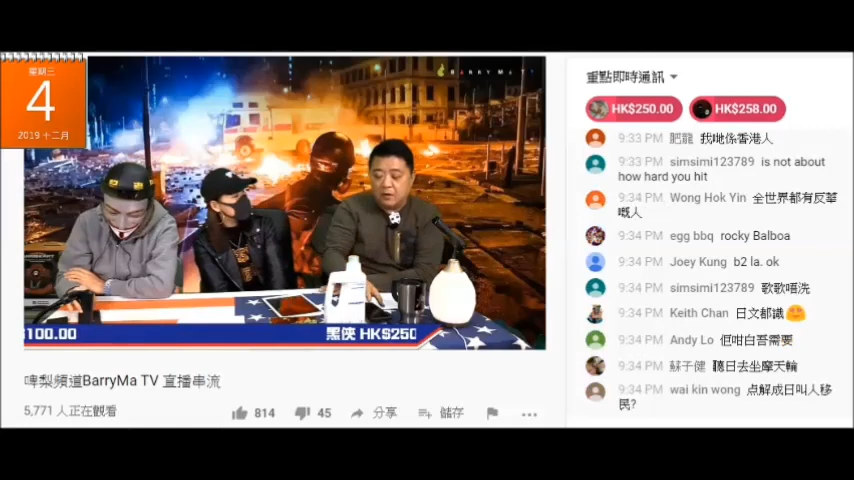 星期三
4
2019 十二月
BARRYMA TV
$100.00
黑俠 HK$250
啤梨頻道BarryMa TV 直播串流
5,771 人正在觀看
814
45
分享
儲存
重點即時通訊
HK$250.00
HK$258.00
9:33 PM 肥龍 我哋係香港人
9:33 PM simsimi123789 is not about
how hard you hit
9:34 PM Wong Hok Yin 全世界都有反華
嘅人
9:34 PM egg bbq rocky Balboa
9:34 PM Joey Kung b2 la. ok
9:34 PM simsimi123789 歌歌唔洗
9:34 PM Keith Chan 日文都識
9:34 PM Andy Lo 佢咁白吾需要
9:34 PM 蘇子健 聽日去坐摩天輪
9:34 PM wai kin wong 点解成日叫人移
民?